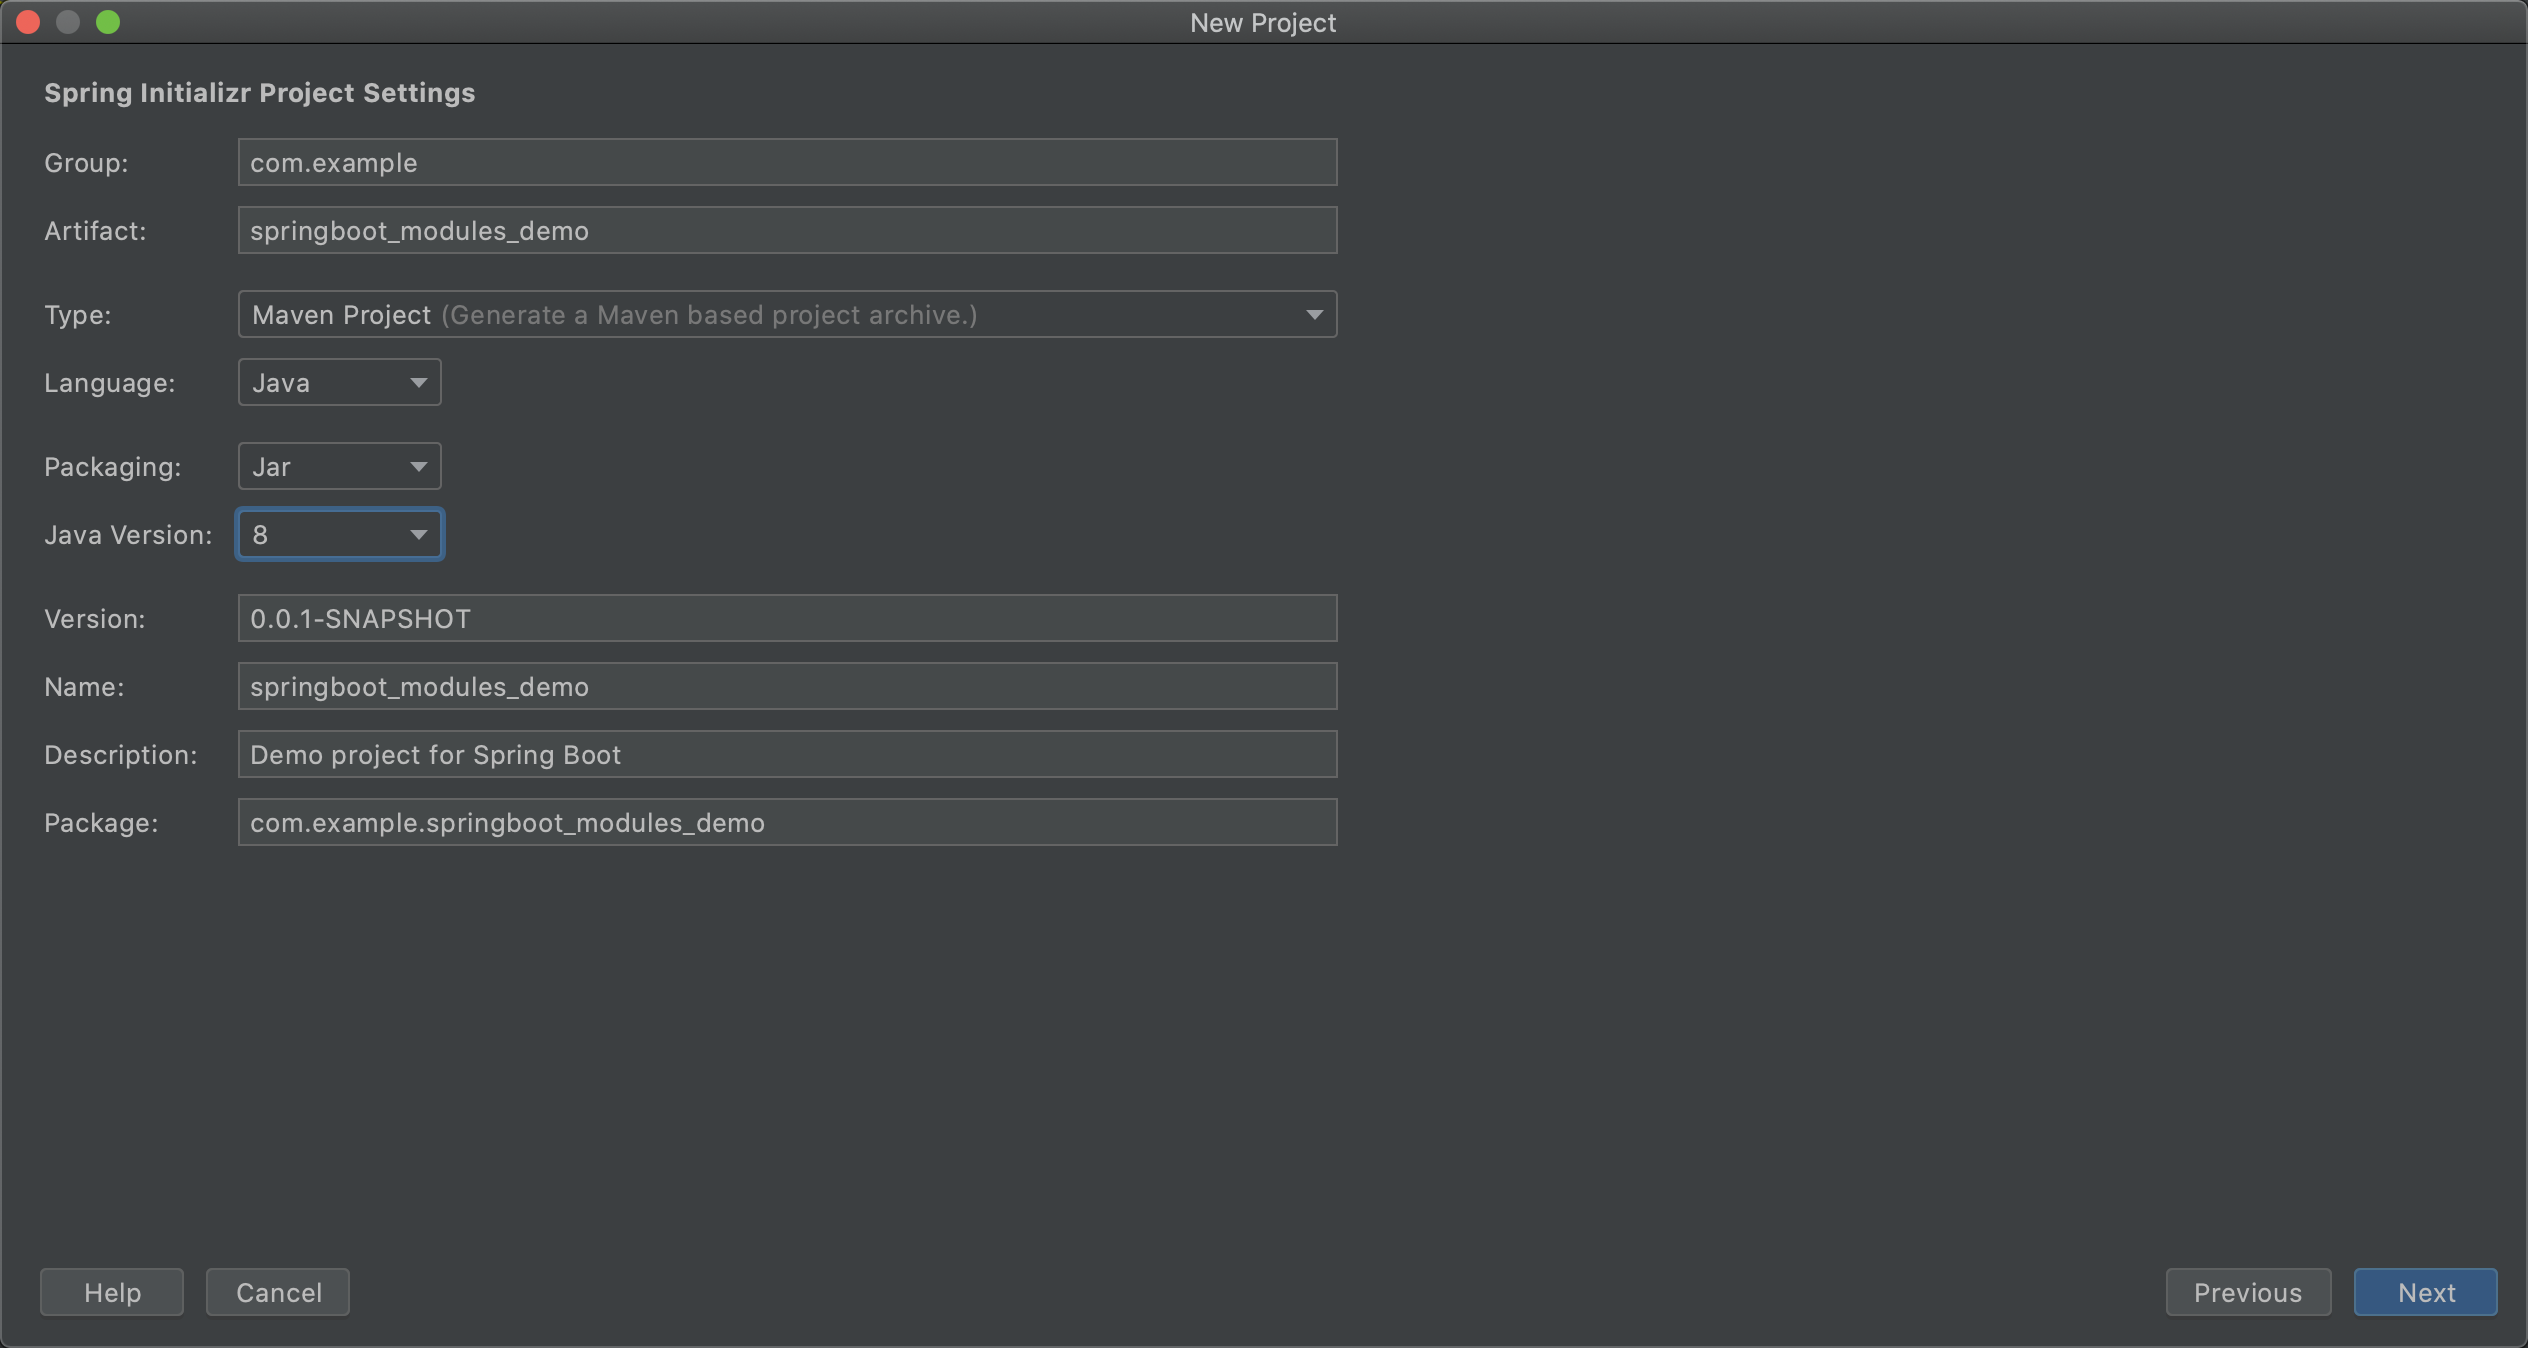 New Project
Spring Initializr Project Settings
Group: com.example
Artifact: springboot_modules_demo
Type: Maven Project (Generate a Maven based project archive.)
Language: Java
Packaging: Jar
Java Version: 8
Version: 0.0.1-SNAPSHOT
Name: springboot_modules_demo
Description: Demo project for Spring Boot
Package: com.example.springboot_modules_demo
Help Cancel Previous Next